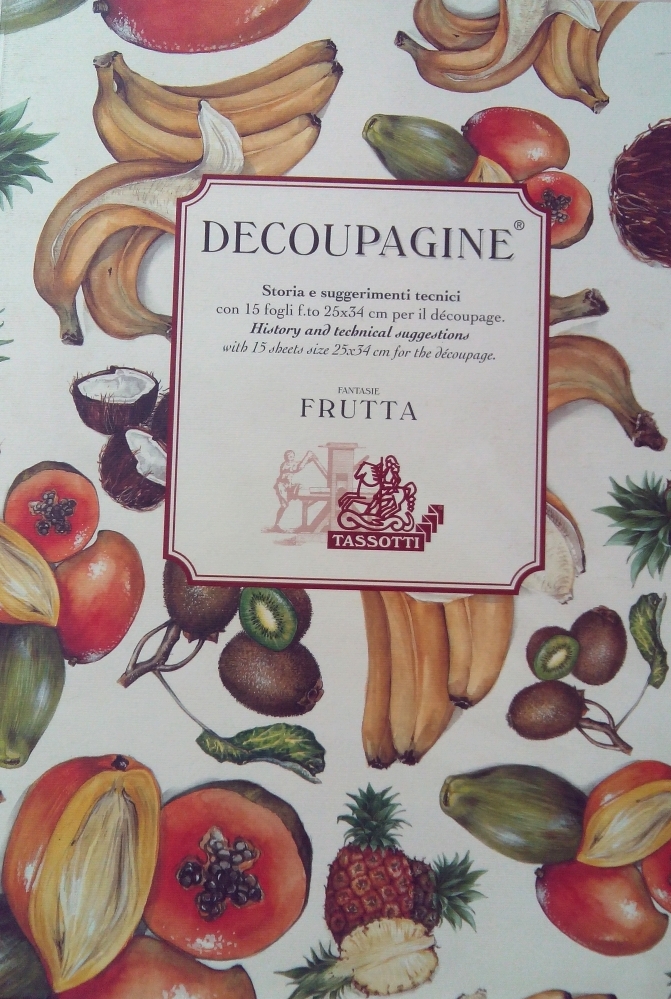 DECOUPAGINE®
Storia e suggerimenti tecnici
con 15 fogli f.to 25x34 cm per il découpage.
History and technical suggestions
with 15 sheets size 25x34 cm for the découpage.
FANTASIE
FRUTTA
TASSOTTI